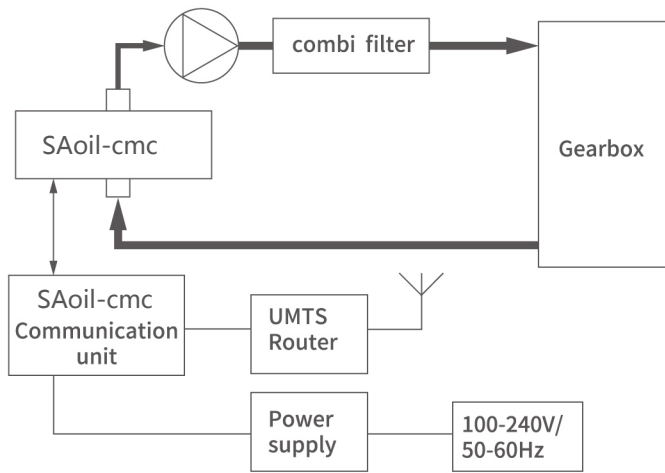 combi filter
SAoil-cmc
Gearbox
SAoil-cmc
Communication
unit
UMTS
Router
Power
supply
100-240V/
50-60Hz